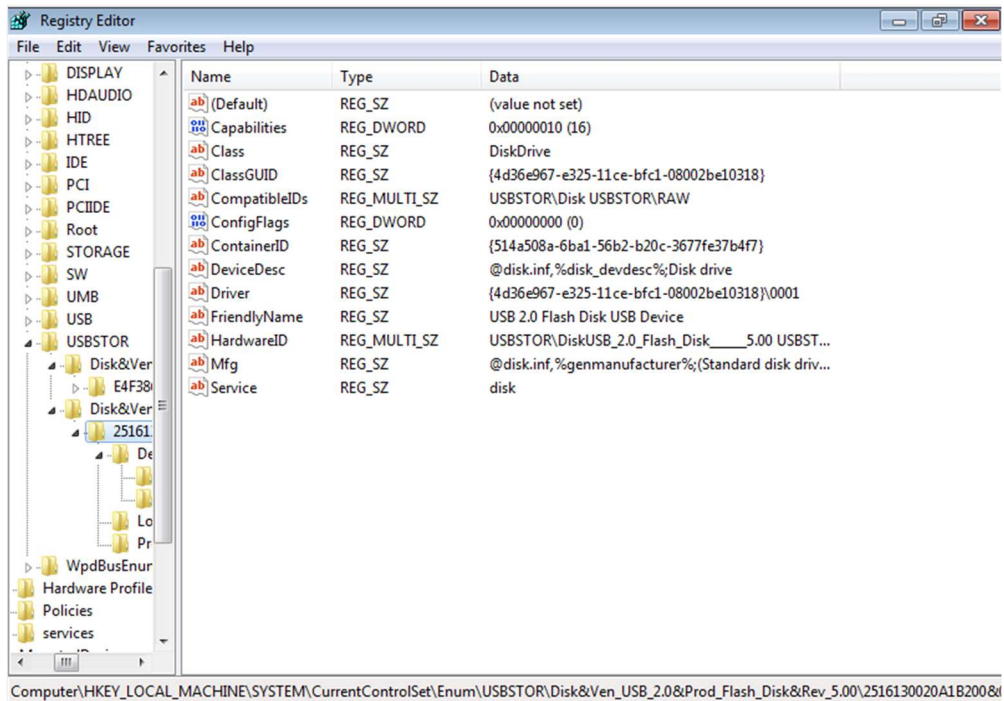 Registry Editor
File Edit View Favorites Help
DISPLAY
HDAUDIO
HID
HTREE
IDE
PCI
PCIIDE
Root
STORAGE
SW
UMB
USB
USBSTOR
Disk&Ver
E4F38
Disk&Ver
25161
De
Lo
Pr
WpdBusEnur
Hardware Profile
Policies
services
Name Type Data
(Default) REG_SZ (value not set)
Capabilities REG_DWORD 0x00000010 (16)
Class REG_SZ DiskDrive
ClassGUID REG_SZ {4d36e967-e325-11ce-bfc1-08002be10318}
CompatibleIDs REG_MULTI_SZ USBSTOR\Disk USBSTOR\RAW
ConfigFlags REG_DWORD 0x00000000 (0)
ContainerID REG_SZ {514a508a-6ba1-56b2-b20c-3677fe37b4f7}
DeviceDesc REG_SZ @disk.inf,%disk_devdesc%;Disk drive
Driver REG_SZ {4d36e967-e325-11ce-bfc1-08002be10318}\0001
FriendlyName REG_SZ USB 2.0 Flash Disk USB Device
HardwareID REG_MULTI_SZ USBSTOR\DiskUSB_2.0_Flash_Disk_____5.00 USBST...
Mfg REG_SZ @disk.inf,%genmanufacturer%;(Standard disk driv...
Service REG_SZ disk
Computer\HKEY_LOCAL_MACHINE\SYSTEM\CurrentControlSet\Enum\USBSTOR\Disk&Ven_USB_2.0&Prod_Flash_Disk&Rev_5.00\2516130020A1B200&